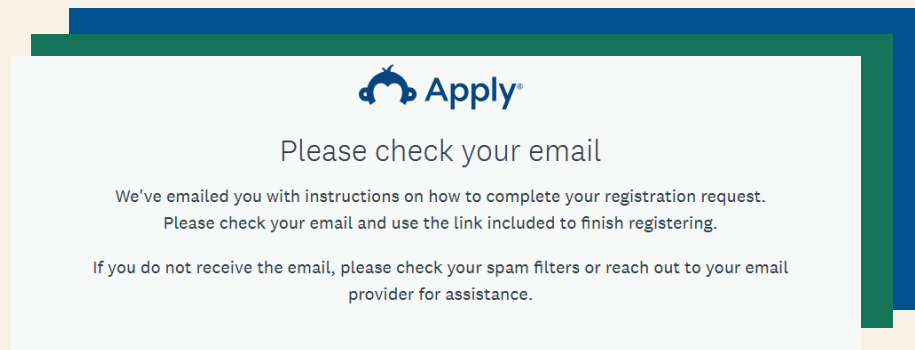 Apply®
Please check your email
We've emailed you with instructions on how to complete your registration request.
Please check your email and use the link included to finish registering.
If you do not receive the email, please check your spam filters or reach out to your email
provider for assistance.